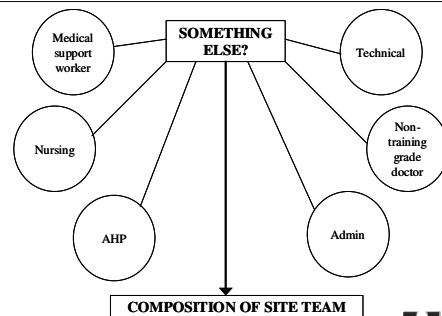 Medical
support
worker
SOMETHING
ELSE?
Technical
Nursing
Non-
training
grade
doctor
AHP
Admin
COMPOSITION OF SITE TEAM